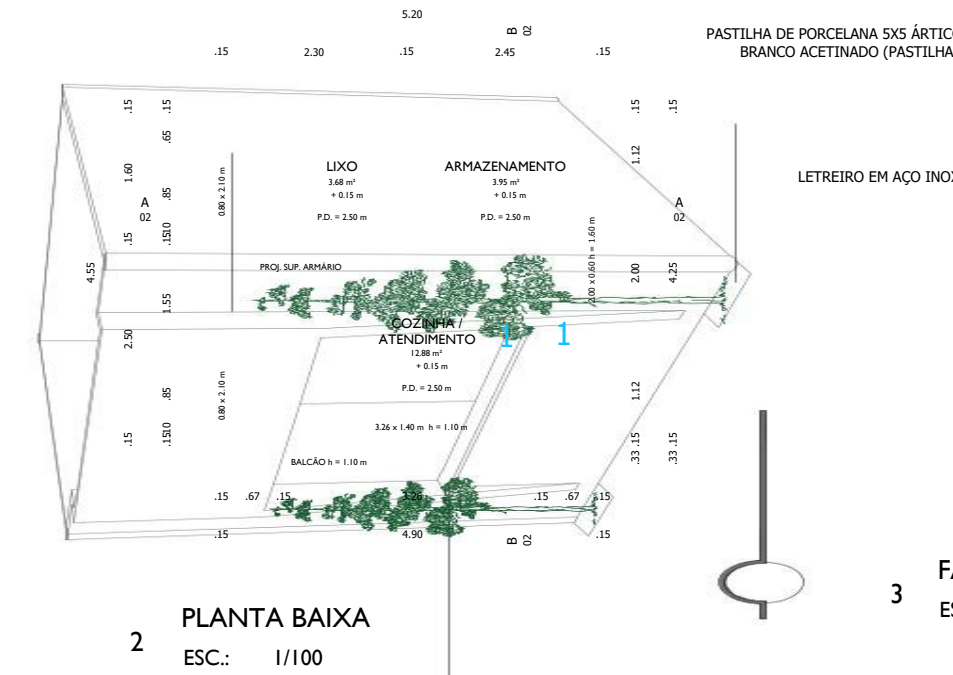 5.20
B
02
.15 2.30 .15 2.45 .15
PASTILHA DE PORCELANA 5X5 ÁRTICO
BRANCO ACETINADO (PASTILHA
.15 .15 .15 .15
.65 1.12
1.60 .85
LIXO
3.68 m²
+ 0.15 m
P.D. = 2.50 m
ARMAZENAMENTO
3.95 m²
+ 0.15 m
P.D. = 2.50 m
LETREIRO EM AÇO INOX
0.80 x 2.10 m
A
02
A
02
.15 .1510
2.00 x 0.60 h = 1.60 m
4.55
PROJ. SUP. ARMÁRIO
2.00 4.25
1.55
2.50
COZINHA /
ATENDIMENTO
12.88 m²
+ 0.15 m
P.D. = 2.50 m
1 1
0.80 x 2.10 m
.85 1.12
3.26 x 1.40 m h = 1.10 m
.15 .1510
.33 .15 .33 .15
BALCÃO h = 1.10 m
.15 .67 .15 3.26 .15 .67 .15
.15 4.90 .15
B
02
2 PLANTA BAIXA
ESC.: 1/100
3 FA
ES